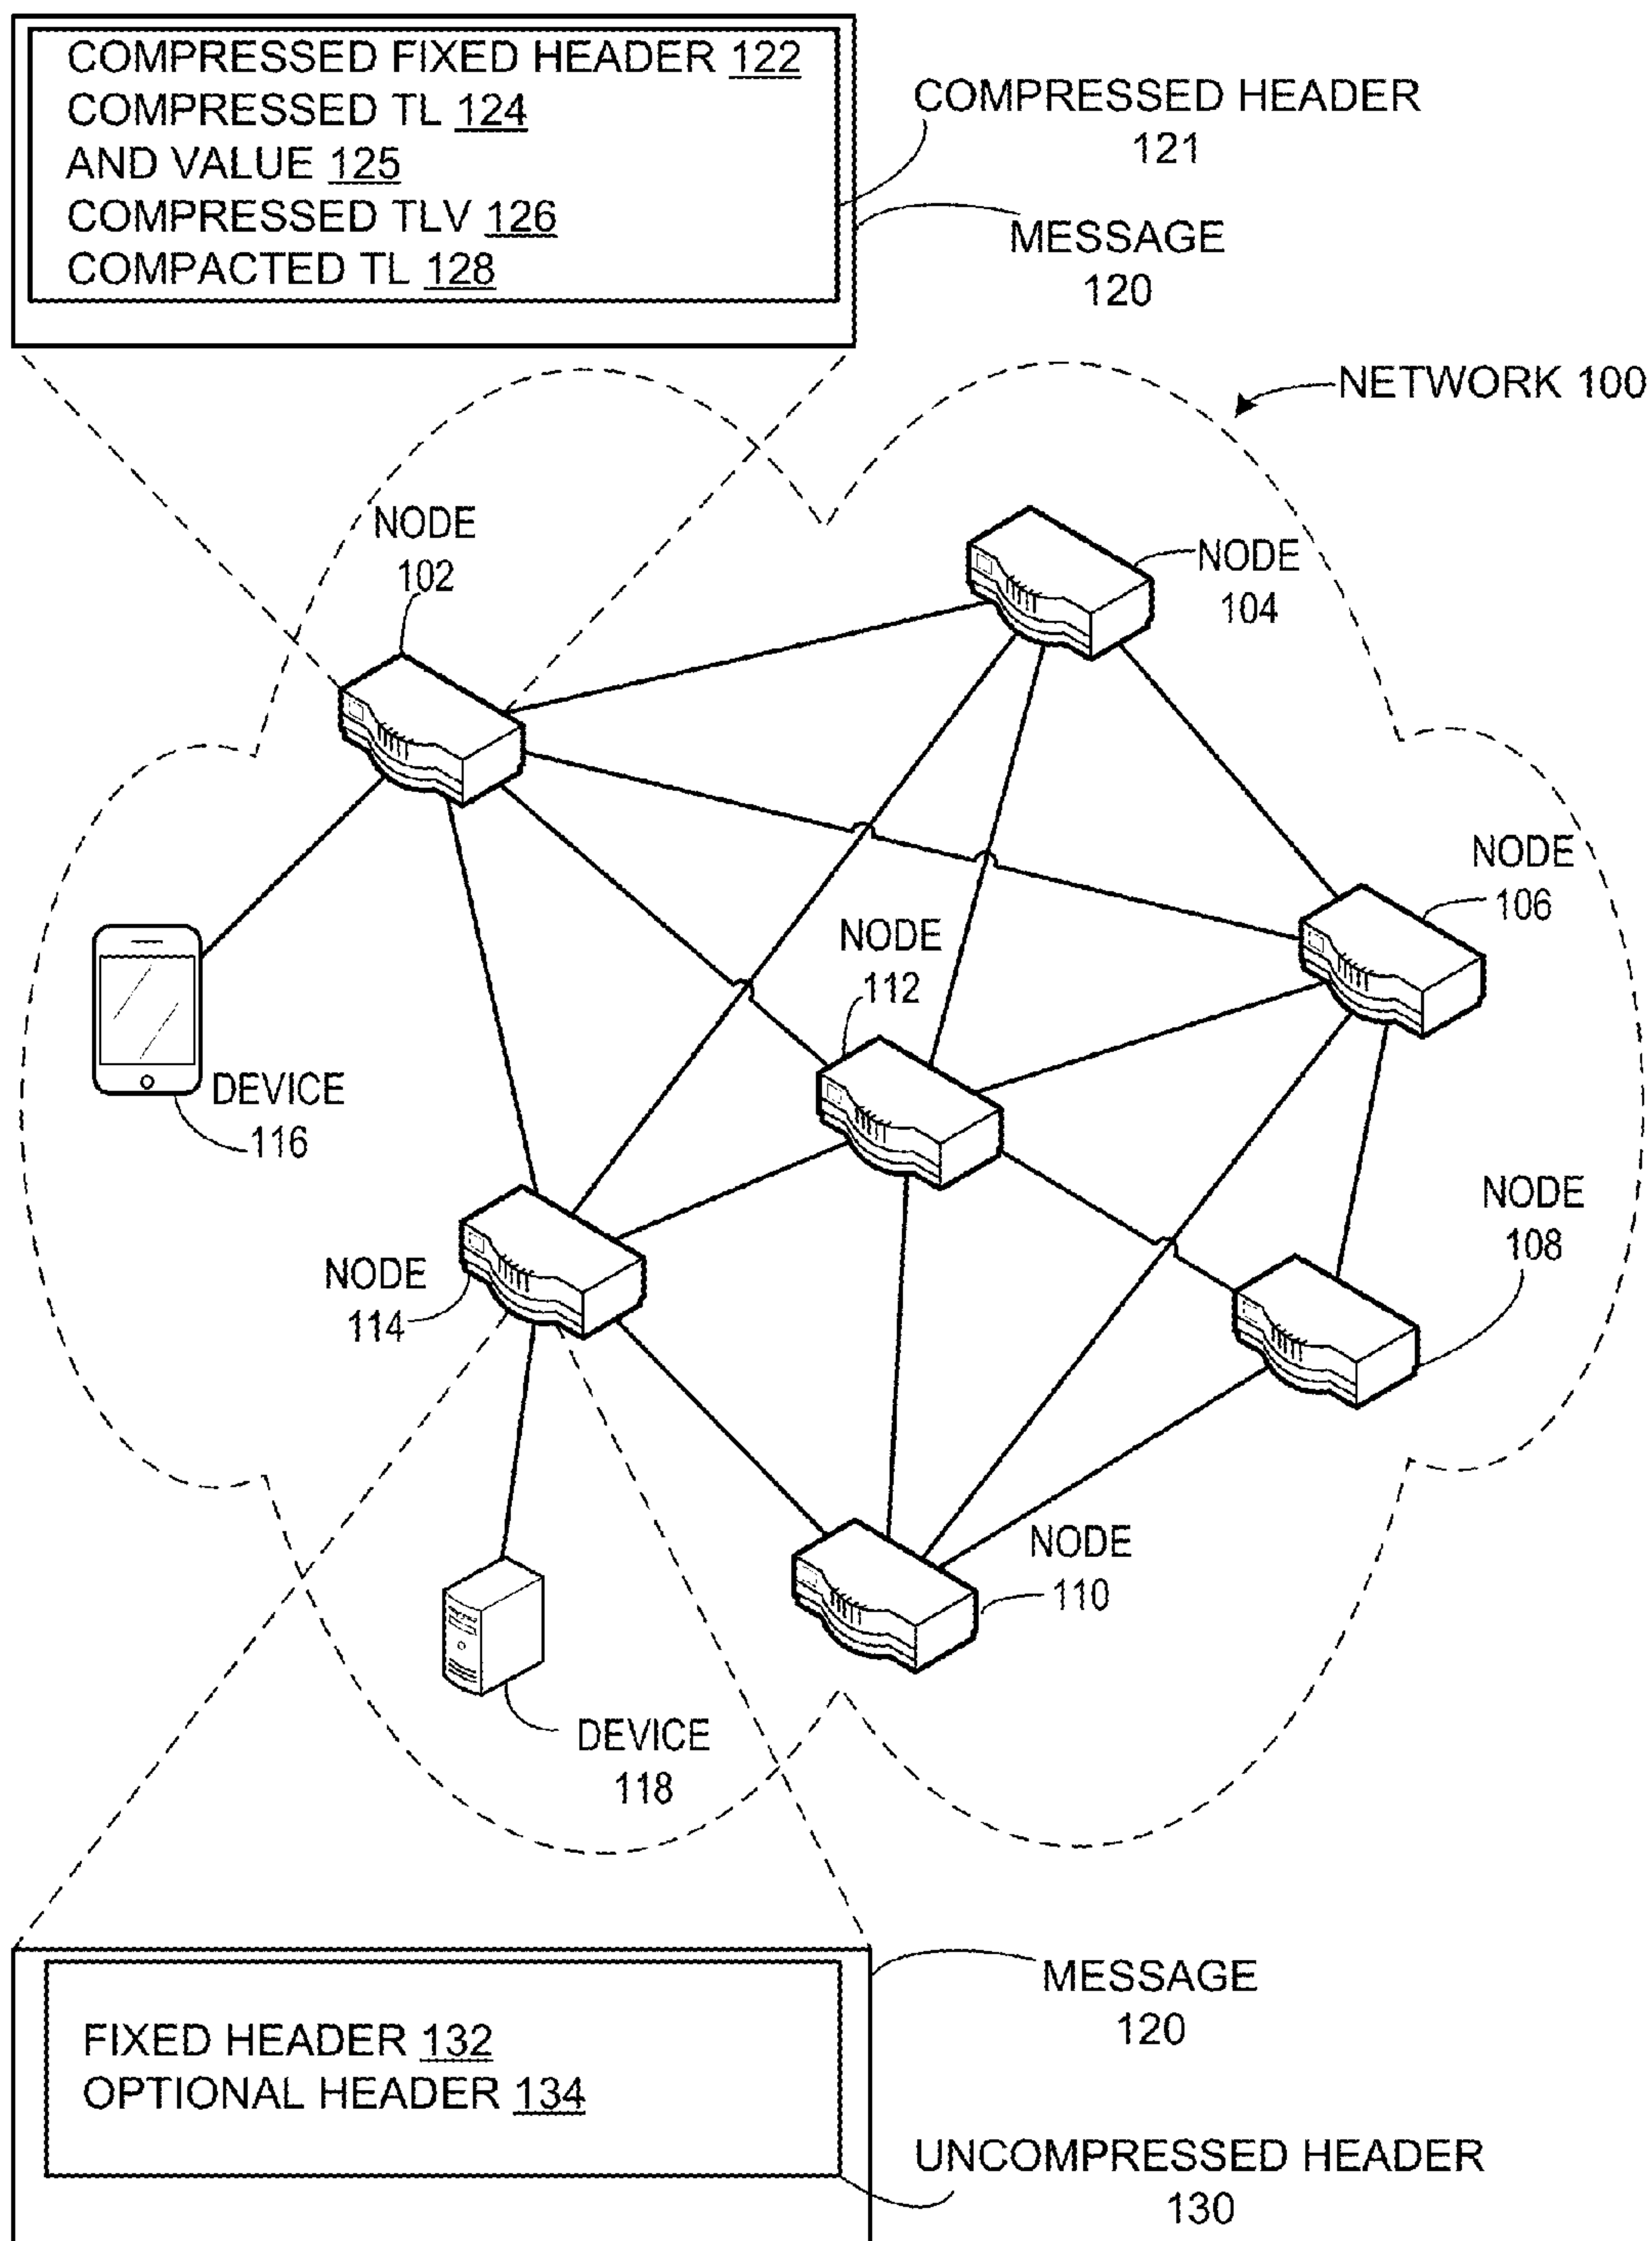 COMPRESSED FIXED HEADER 122
COMPRESSED TL 124
AND VALUE 125
COMPRESSED TLV 126
COMPACTED TL 128
COMPRESSED HEADER
121
MESSAGE
120
NETWORK 100
NODE
102
NODE
104
NODE
106
NODE
112
DEVICE
116
NODE
108
NODE
114
NODE
110
DEVICE
118
MESSAGE
120
FIXED HEADER 132
OPTIONAL HEADER 134
UNCOMPRESSED HEADER
130